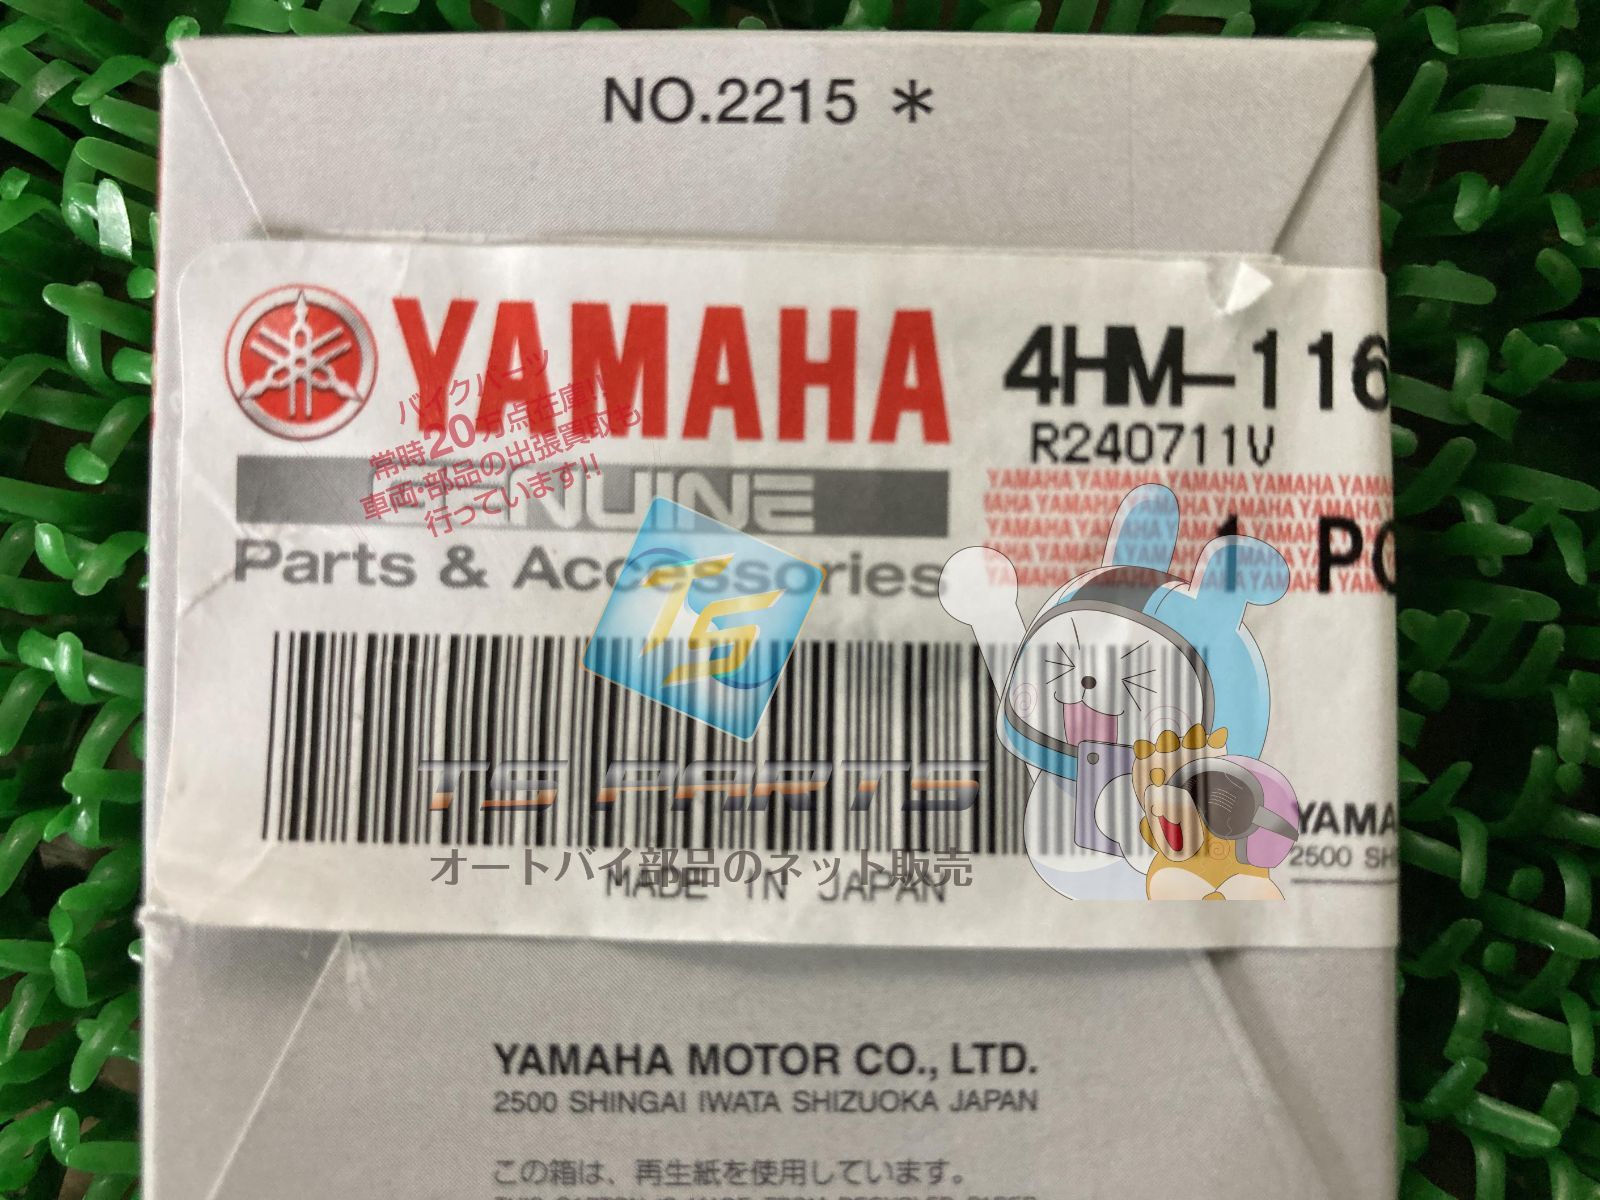 NO.2215 *
YAMAHA
4HM-116
R240711V
バイクパーツ
常時20万点在庫!!
車両・部品の出張買取も
行っています!!
GENUINE
Parts & Accessories
YAMAHA YAMAHA YAMAHA YAMAHA YAMA
1 PC
TS
TS PARTS
オートバイ部品のネット販売
MADE IN JAPAN
YAMA
2500 SH
YAMAHA MOTOR CO., LTD.
2500 SHINGAI IWATA SHIZUOKA JAPAN
この箱は、再生紙を使用しています。